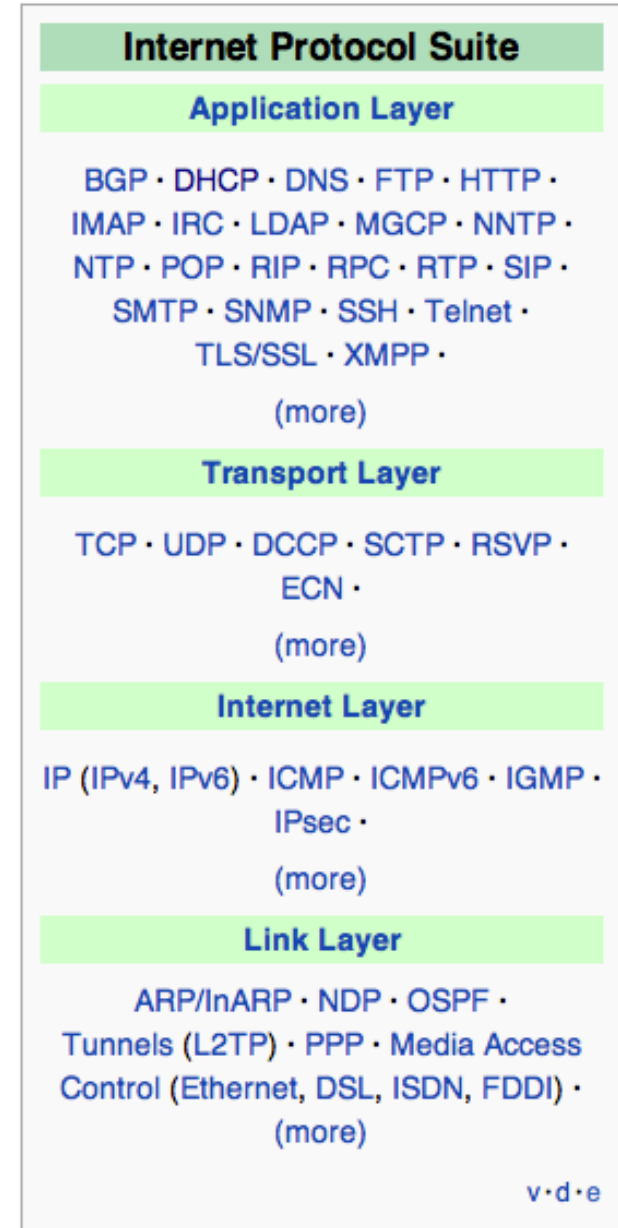 Internet Protocol Suite
Application Layer
BGP · DHCP · DNS · FTP · HTTP ·
IMAP · IRC · LDAP · MGCP · NNTP ·
NTP · POP · RIP · RPC · RTP · SIP ·
SMTP · SNMP · SSH · Telnet ·
TLS/SSL · XMPP ·
(more)
Transport Layer
TCP · UDP · DCCP · SCTP · RSVP ·
ECN ·
(more)
Internet Layer
IP (IPv4, IPv6) · ICMP · ICMPv6 · IGMP ·
IPsec ·
(more)
Link Layer
ARP/InARP · NDP · OSPF ·
Tunnels (L2TP) · PPP · Media Access
Control (Ethernet, DSL, ISDN, FDDI) ·
(more)
v·d·e